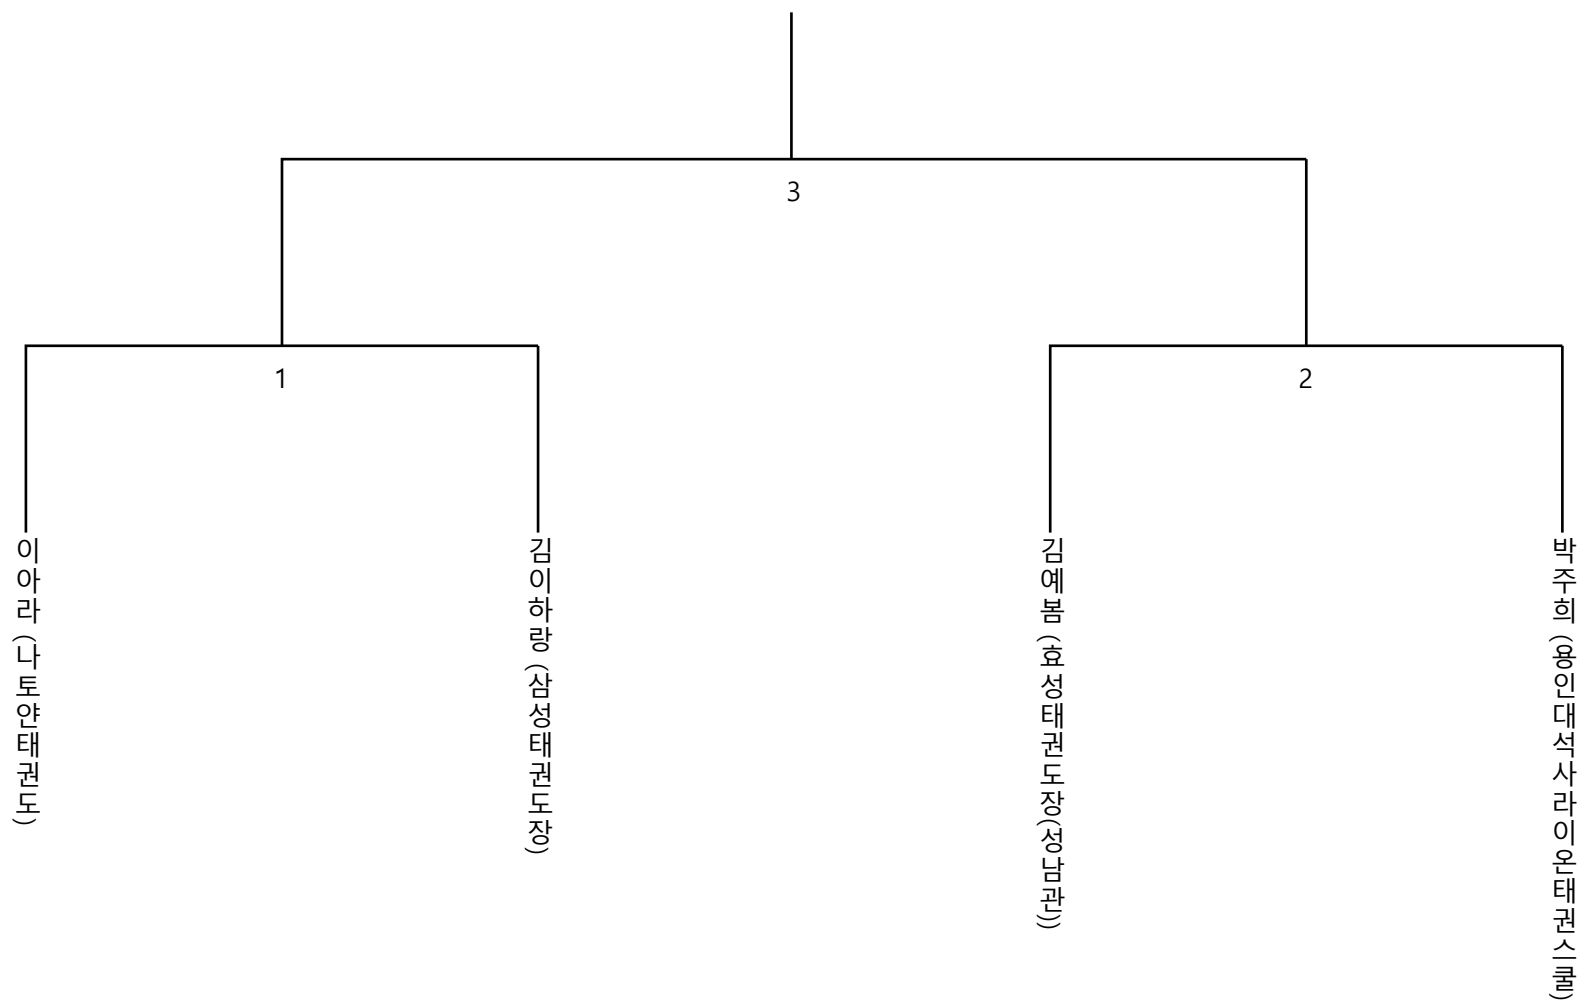 3
1
2
이아라 (나토얀태권도)
김이하랑 (삼성태권도장)
김예봄 (효성태권도장(성남관))
박주희 (용인대석사라이온태권스쿨)